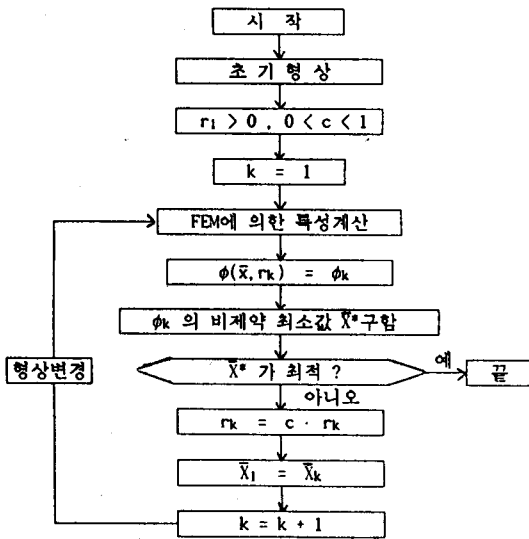 시 작
초 기 형 상
r₁ > 0 , 0 < c < 1
k = 1
FEM에 의한 특성계산
φ(x̄, rₖ) = φₖ
φₖ 의 비제약 최소값 X̄* 구함
형상변경
X̄* 가 최적 ?
예
끝
아니오
rₖ = c · rₖ
X̄₁ = X̄ₖ
k = k + 1